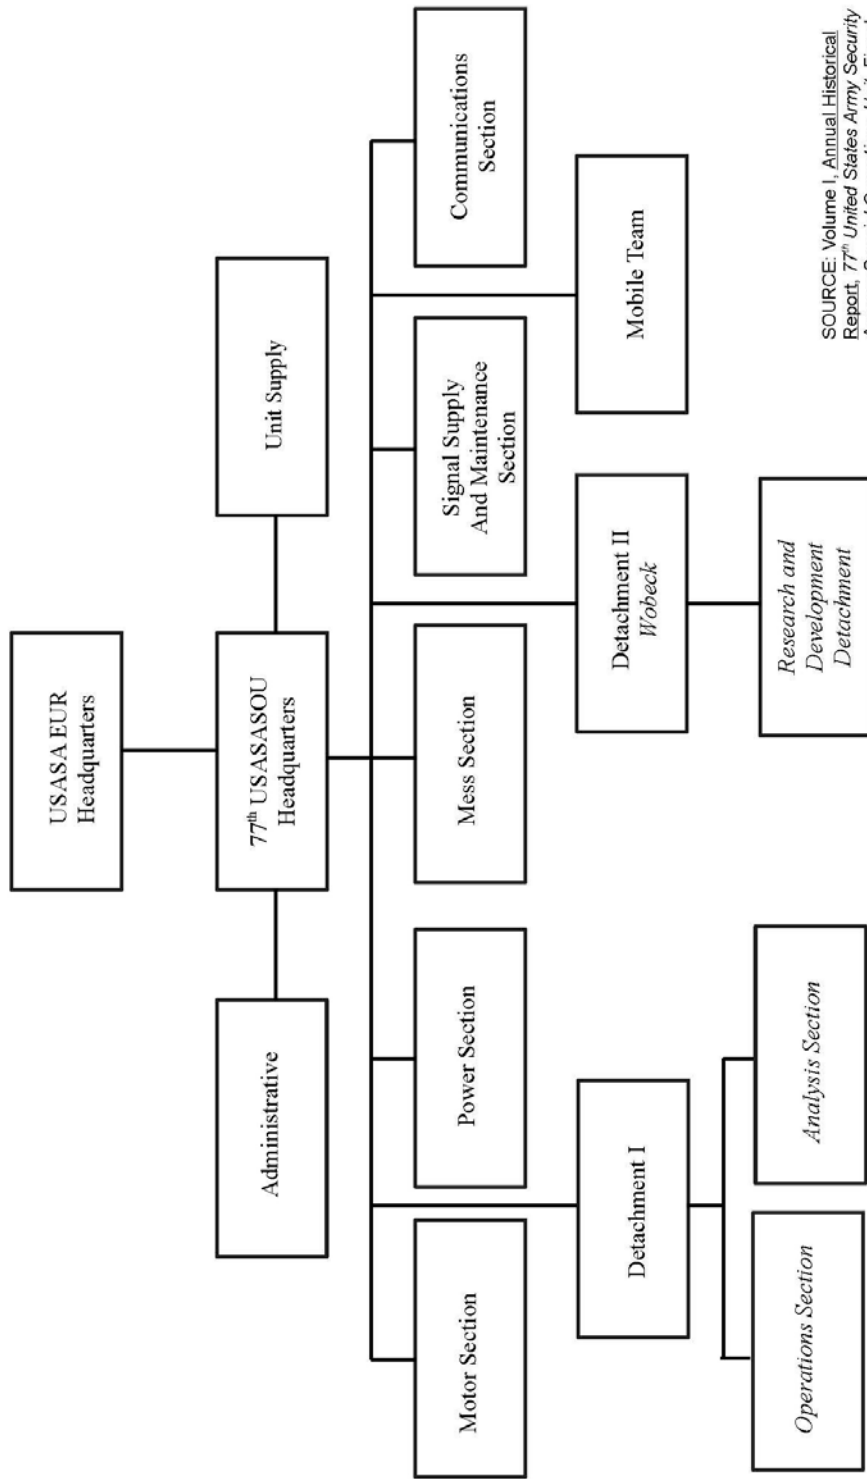 USASA EUR
Headquarters
Administrative
77th USASASOU
Headquarters
Unit Supply
Motor Section
Power Section
Mess Section
Signal Supply
And Maintenance
Section
Communications
Section
Detachment I
Detachment II
Wobeck
Mobile Team
Operations Section
Analysis Section
Research and
Development
Detachment
SOURCE: Volume I, Annual Historical
Report, 77th United States Army Security